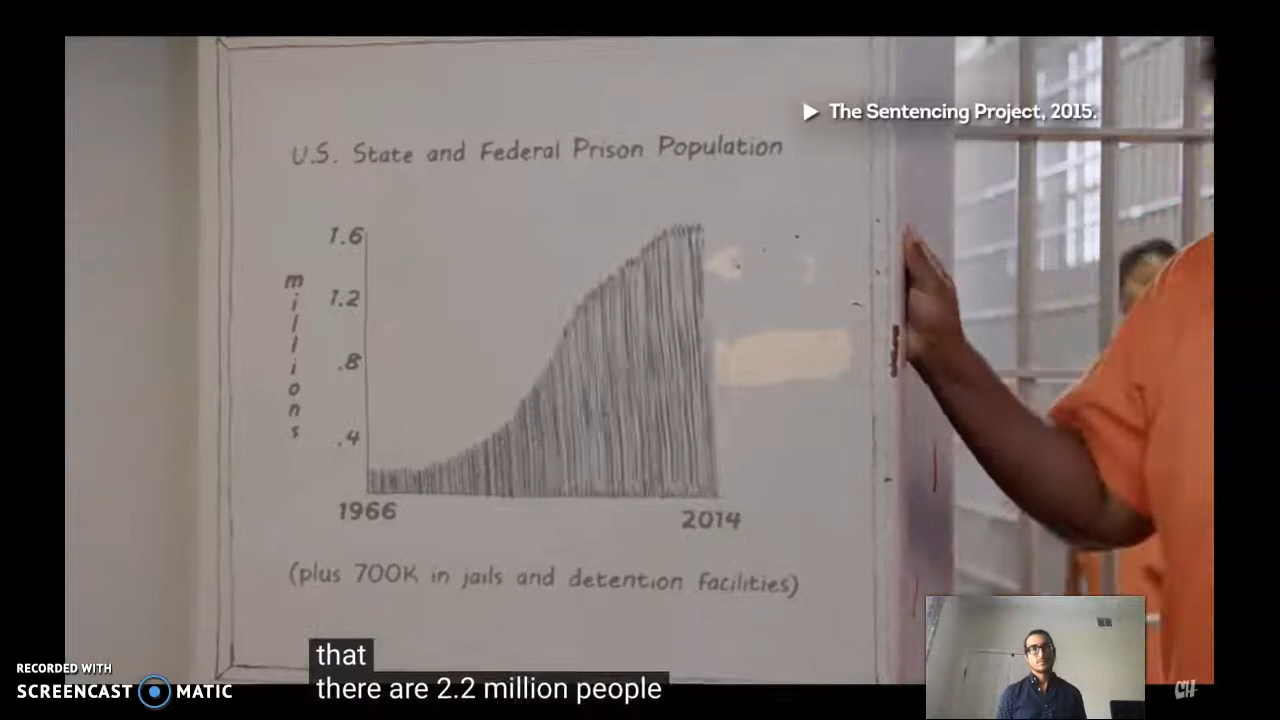 ▶ The Sentencing Project, 2015.
U.S. State and Federal Prison Population
1.6
1.2
.8
.4
millions
1966
2014
(plus 700K in jails and detention facilities)
that
there are 2.2 million people
RECORDED WITH
SCREENCAST MATIC
CH